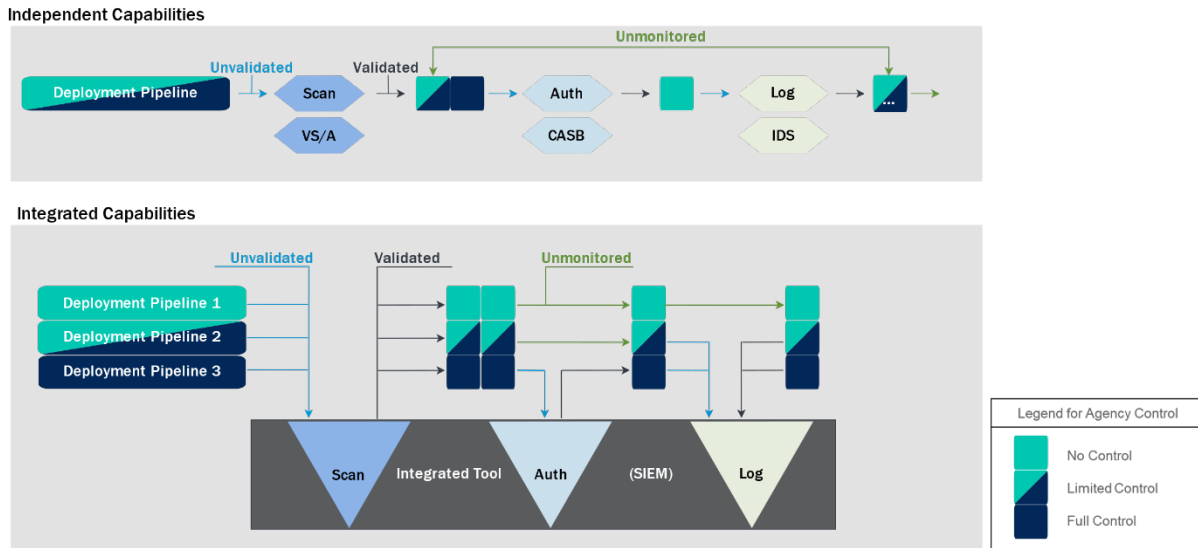 Independent Capabilities
Unmonitored
Unvalidated
Validated
Deployment Pipeline
Scan
Auth
Log
...
VS/A
CASB
IDS
Integrated Capabilities
Unvalidated
Validated
Unmonitored
Deployment Pipeline 1
Deployment Pipeline 2
Deployment Pipeline 3
Scan
Integrated Tool
Auth
(SIEM)
Log
Legend for Agency Control
No Control
Limited Control
Full Control